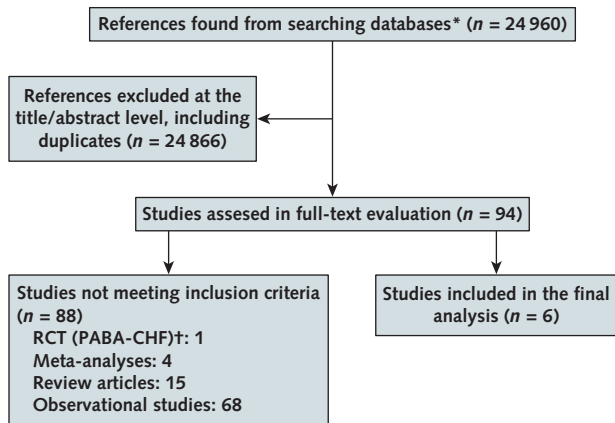 References found from searching databases* (n = 24 960)
References excluded at the
title/abstract level, including
duplicates (n = 24 866)
Studies assesed in full-text evaluation (n = 94)
Studies not meeting inclusion criteria
(n = 88)
RCT (PABA-CHF)†: 1
Meta-analyses: 4
Review articles: 15
Observational studies: 68
Studies included in the final
analysis (n = 6)